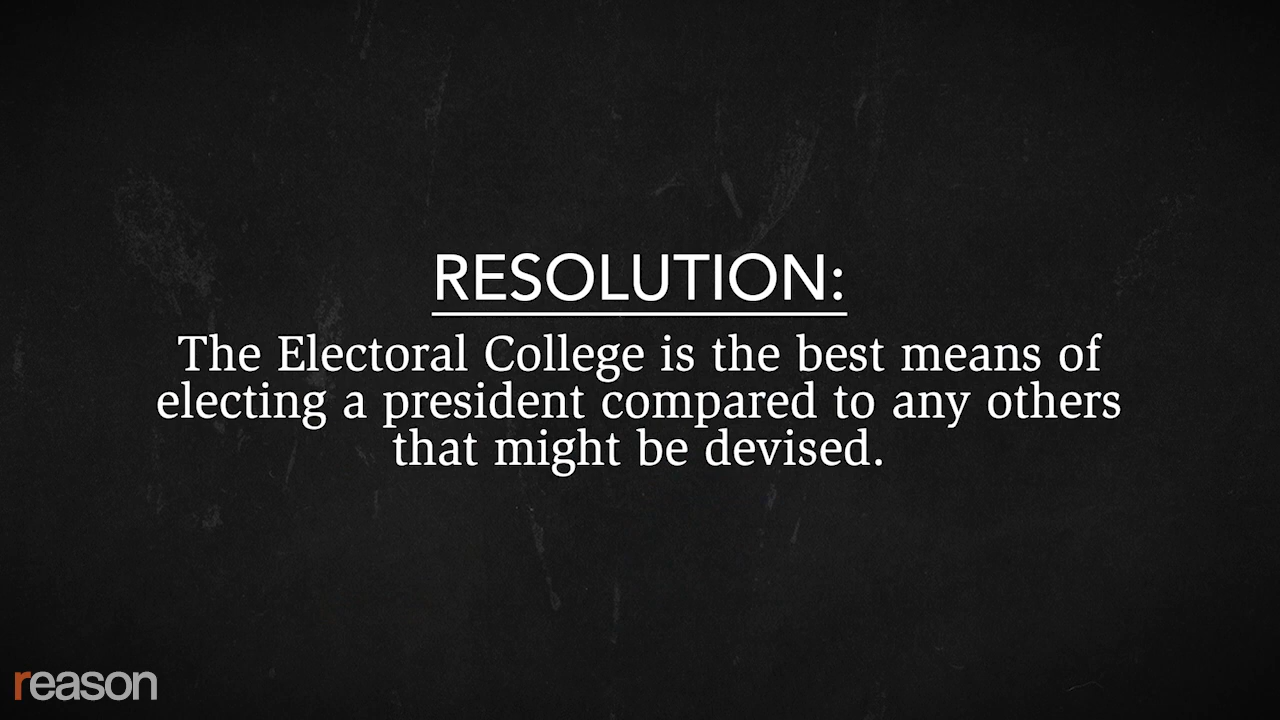 RESOLUTION:
The Electoral College is the best means of
electing a president compared to any others
that might be devised.
reason